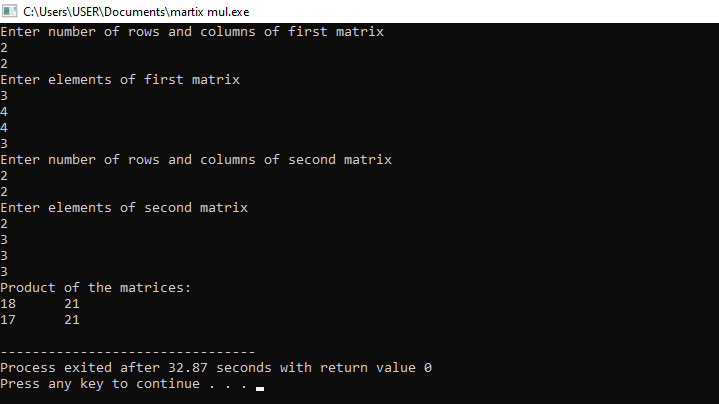 C:\Users\USER\Documents\martix mul.exe
Enter number of rows and columns of first matrix
2
2
Enter elements of first matrix
3
4
4
3
Enter number of rows and columns of second matrix
2
2
Enter elements of second matrix
2
3
3
3
Product of the matrices:
18      21
17      21
--------------------------------
Process exited after 32.87 seconds with return value 0
Press any key to continue . . .